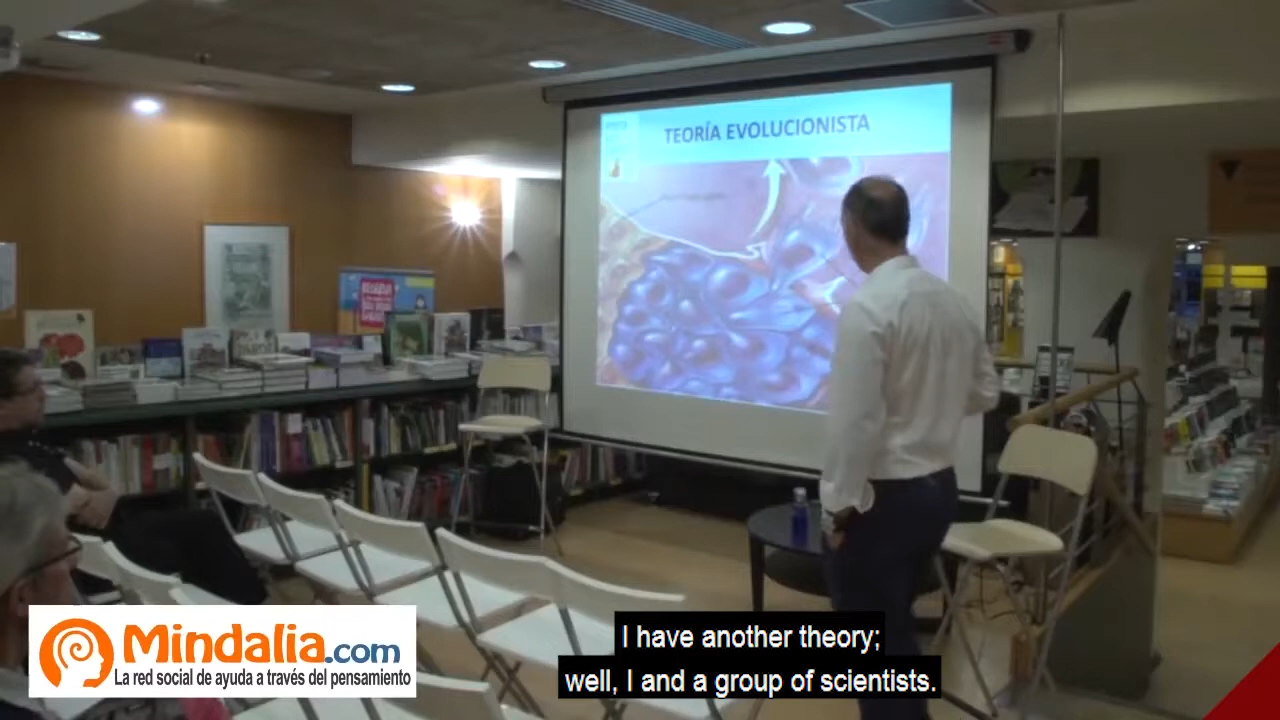 TEORÍA EVOLUCIONISTA
Mindalia.com
La red social de ayuda a través del pensamiento
I have another theory;
well, I and a group of scientists.